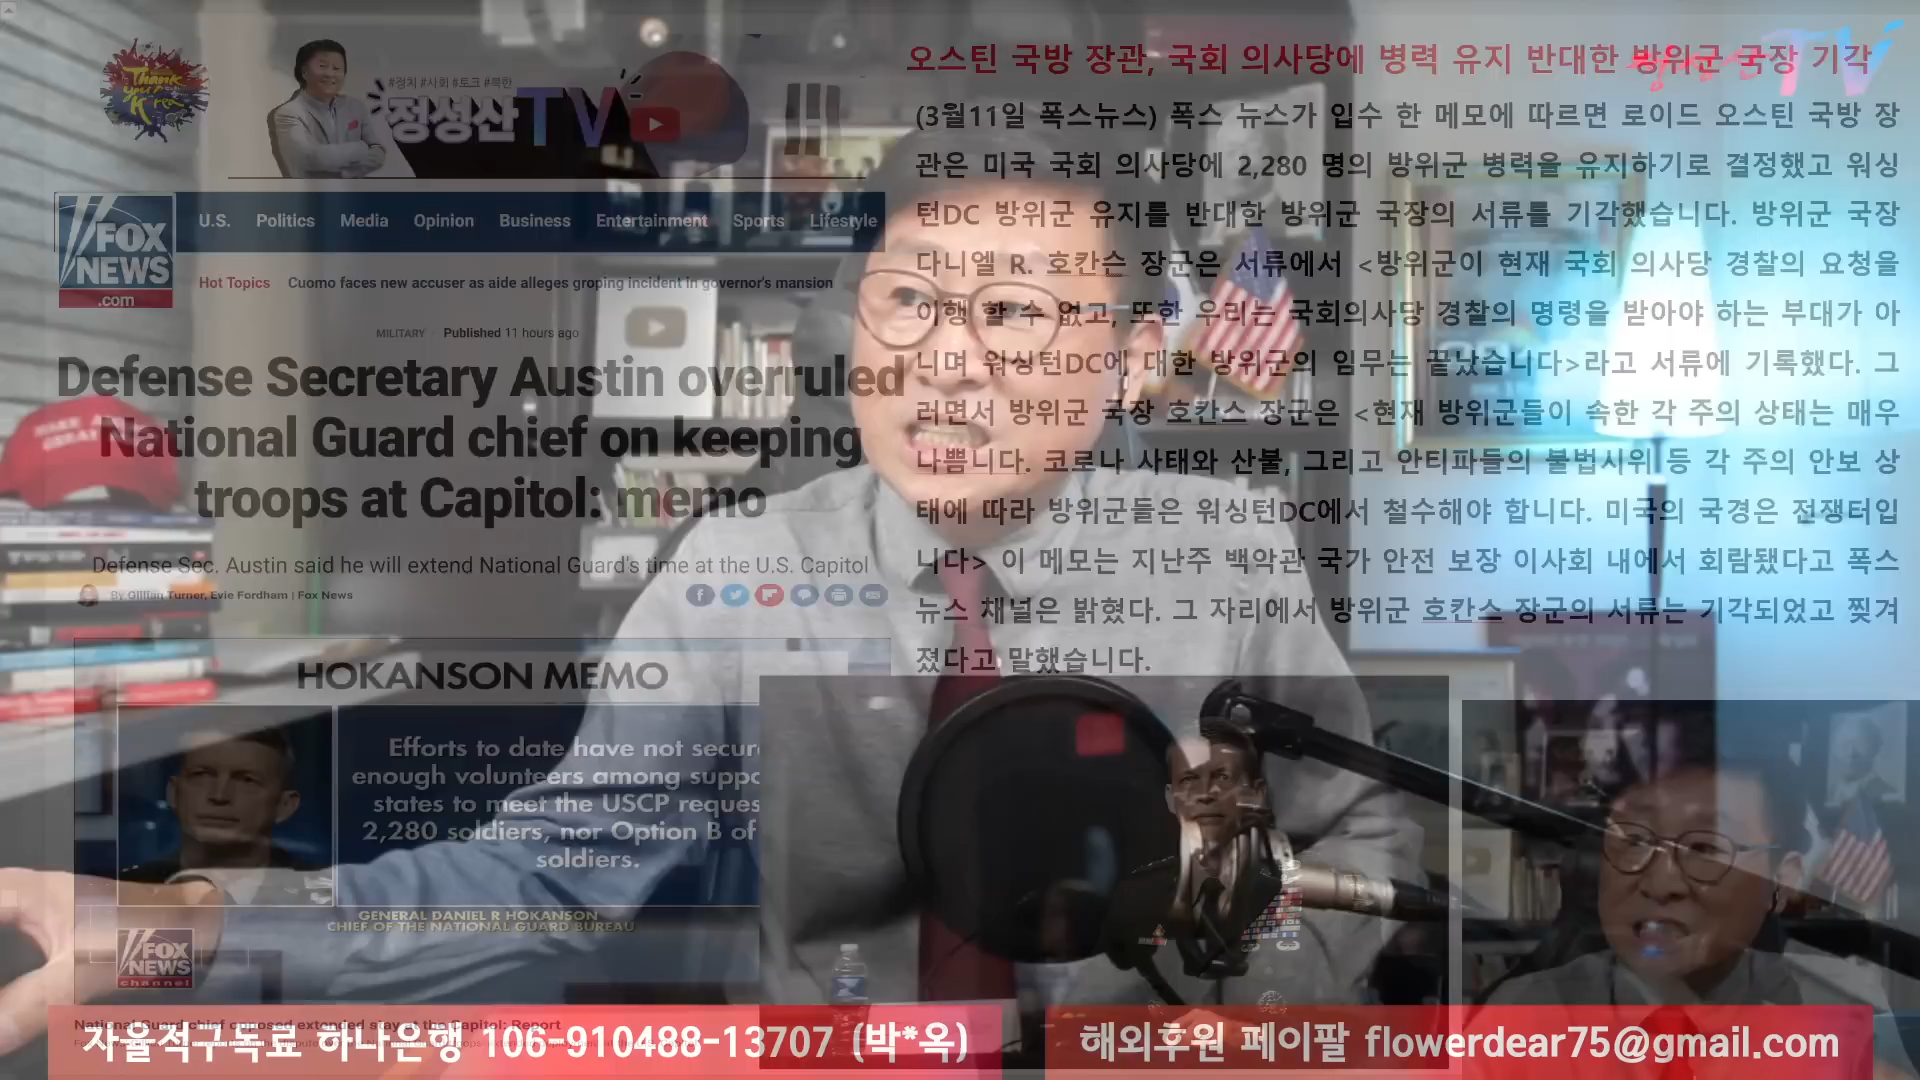 Thank you! Korea
#정치 #사회 #토크 #북한
정성산TV
FOX NEWS .com
U.S. Politics Media Opinion Business Entertainment Sports Lifestyle
Hot Topics Cuomo faces new accuser as aide alleges groping incident in governor's mansion
MILITARY Published 11 hours ago
Defense Secretary Austin overruled
National Guard chief on keeping
troops at Capitol: memo
Defense Sec. Austin said he will extend National Guard's time at the U.S. Capitol
By Gillian Turner, Evie Fordham | Fox News
HOKANSON MEMO
Efforts to date have not secur
enough volunteers among suppo
states to meet the USCP reques
2,280 soldiers, nor Option B of
soldiers.
GENERAL DANIEL R HOKANSON
CHIEF OF THE NATIONAL GUARD BUREAU
FOX NEWS channel
National Guard chief opposed extended stay at the Capitol: Report
오스틴 국방 장관, 국회 의사당에 병력 유지 반대한 방위군 국장 기각
TV
(3월11일 폭스뉴스) 폭스 뉴스가 입수 한 메모에 따르면 로이드 오스틴 국방 장
관은 미국 국회 의사당에 2,280 명의 방위군 병력을 유지하기로 결정했고 워싱
턴DC 방위군 유지를 반대한 방위군 국장의 서류를 기각했습니다. 방위군 국장
다니엘 R. 호칸슨 장군은 서류에서 <방위군이 현재 국회 의사당 경찰의 요청을
이행 할 수 없고, 또한 우리는 국회의사당 경찰의 명령을 받아야 하는 부대가 아
니며 워싱턴DC에 대한 방위군의 임무는 끝났습니다>라고 서류에 기록했다. 그
러면서 방위군 국장 호칸스 장군은 <현재 방위군들이 속한 각 주의 상태는 매우
나쁩니다. 코로나 사태와 산불, 그리고 안티파들의 불법시위 등 각 주의 안보 상
태에 따라 방위군들은 워싱턴DC에서 철수해야 합니다. 미국의 국경은 전쟁터입
니다> 이 메모는 지난주 백악관 국가 안전 보장 이사회 내에서 회람됐다고 폭스
뉴스 채널은 밝혔다. 그 자리에서 방위군 호칸스 장군의 서류는 기각되었고 찢겨
졌다고 말했습니다.
자율적구독료 하나은행 106-910488-13707 (박*옥)
해외후원 페이팔 flowerdear75@gmail.com